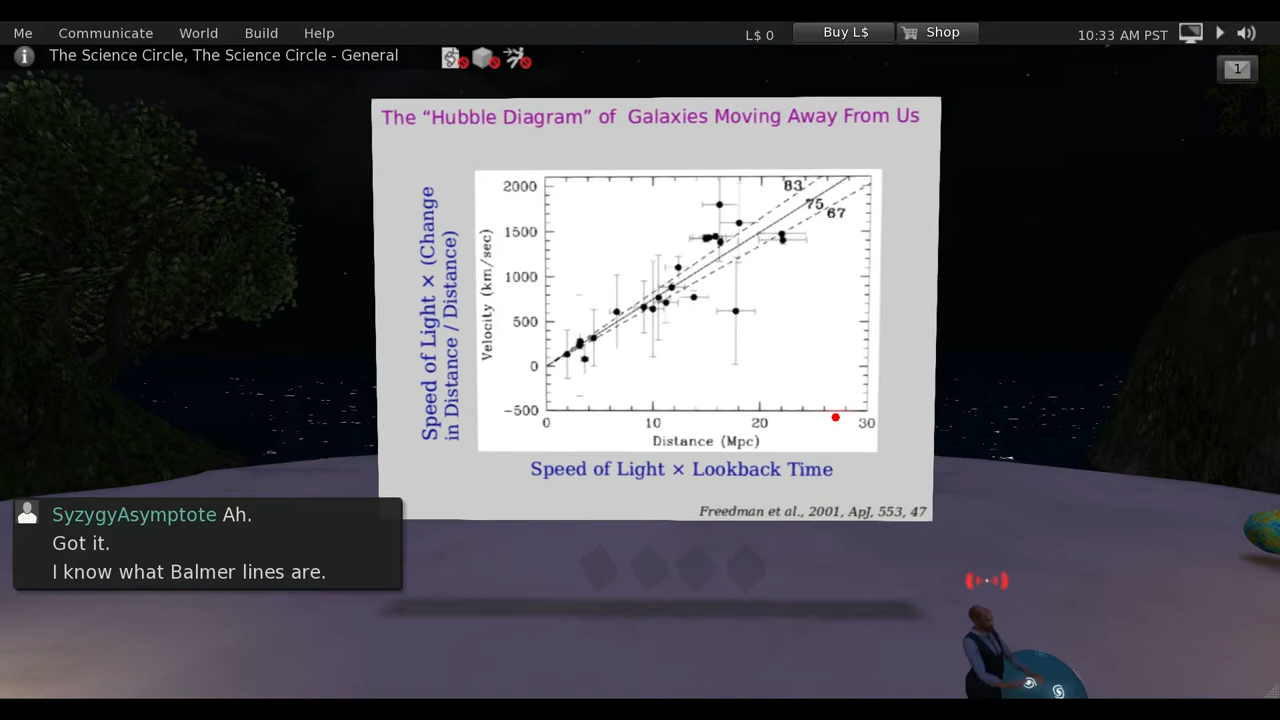 Me Communicate World Build Help L$ 0 Buy L$ Shop 10:33 AM PST
The Science Circle, The Science Circle - General
1
The “Hubble Diagram” of Galaxies Moving Away From Us
Speed of Light × (Change
in Distance / Distance)
Velocity (km/sec)
2000
1500
1000
500
0
−500
83
75
67
0 10 20 30
Distance (Mpc)
Speed of Light × Lookback Time
Freedman et al., 2001, ApJ, 553, 47
SyzygyAsymptote Ah.
Got it.
I know what Balmer lines are.